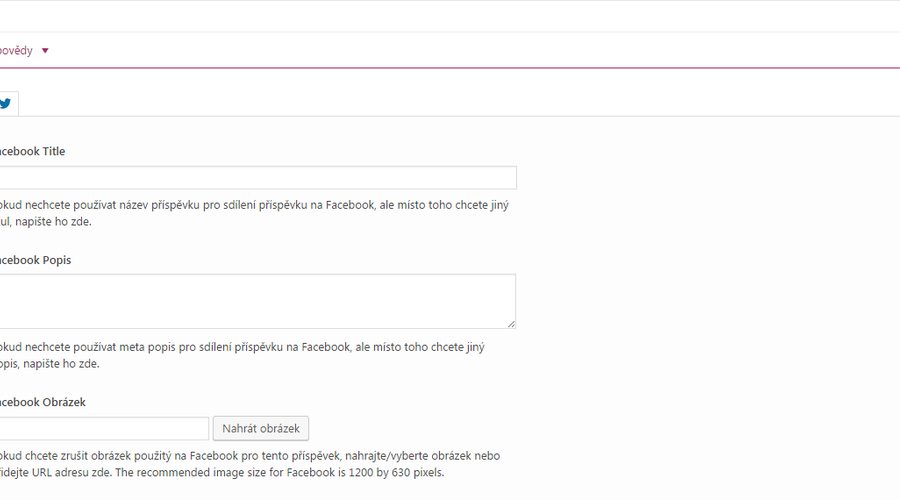 ovědy
acebook Title
okud nechcete používat název příspěvku pro sdílení příspěvku na Facebook, ale místo toho chcete jiný
ul, napište ho zde.
acebook Popis
okud nechcete používat meta popis pro sdílení příspěvku na Facebook, ale místo toho chcete jiný
opis, napište ho zde.
acebook Obrázek
Nahrát obrázek
okud chcete zrušit obrázek použitý na Facebook pro tento příspěvek, nahrajte/vyberte obrázek nebo
idejte URL adresu zde. The recommended image size for Facebook is 1200 by 630 pixels.